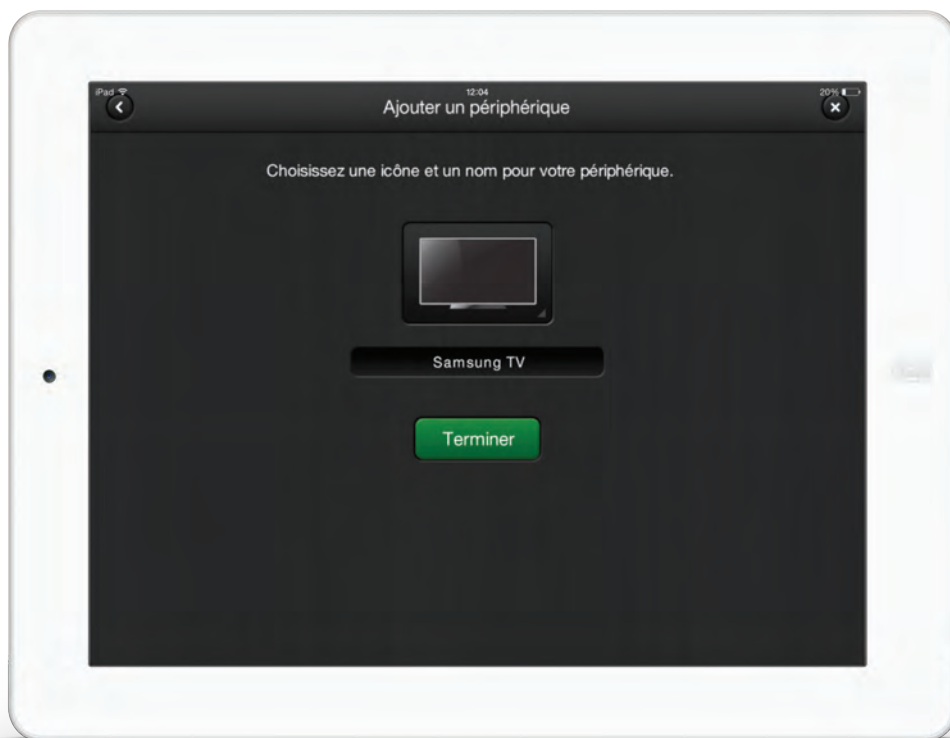 iPad
12:04
20%
Ajouter un périphérique
Choisissez une icône et un nom pour votre périphérique.
Samsung TV
Terminer